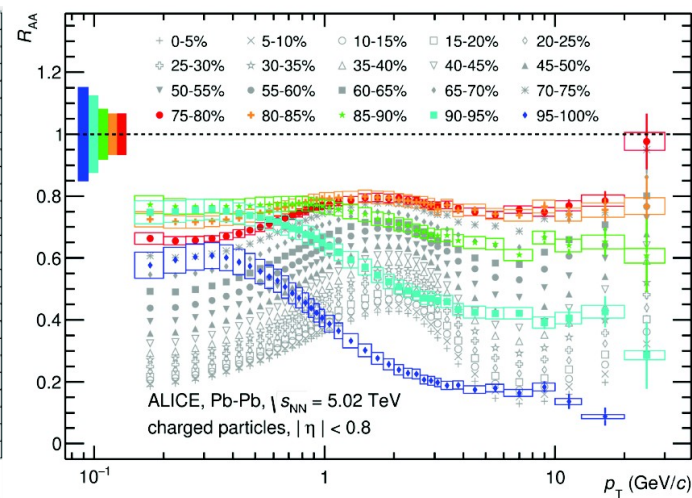 R_AA
1.2
1
0.8
0.6
0.4
0.2
0
0-5% 5-10% 10-15% 15-20% 20-25%
25-30% 30-35% 35-40% 40-45% 45-50%
50-55% 55-60% 60-65% 65-70% 70-75%
75-80% 80-85% 85-90% 90-95% 95-100%
ALICE, Pb-Pb, √s_NN = 5.02 TeV
charged particles, | η | < 0.8
10⁻¹ 1 10
p_T (GeV/c)